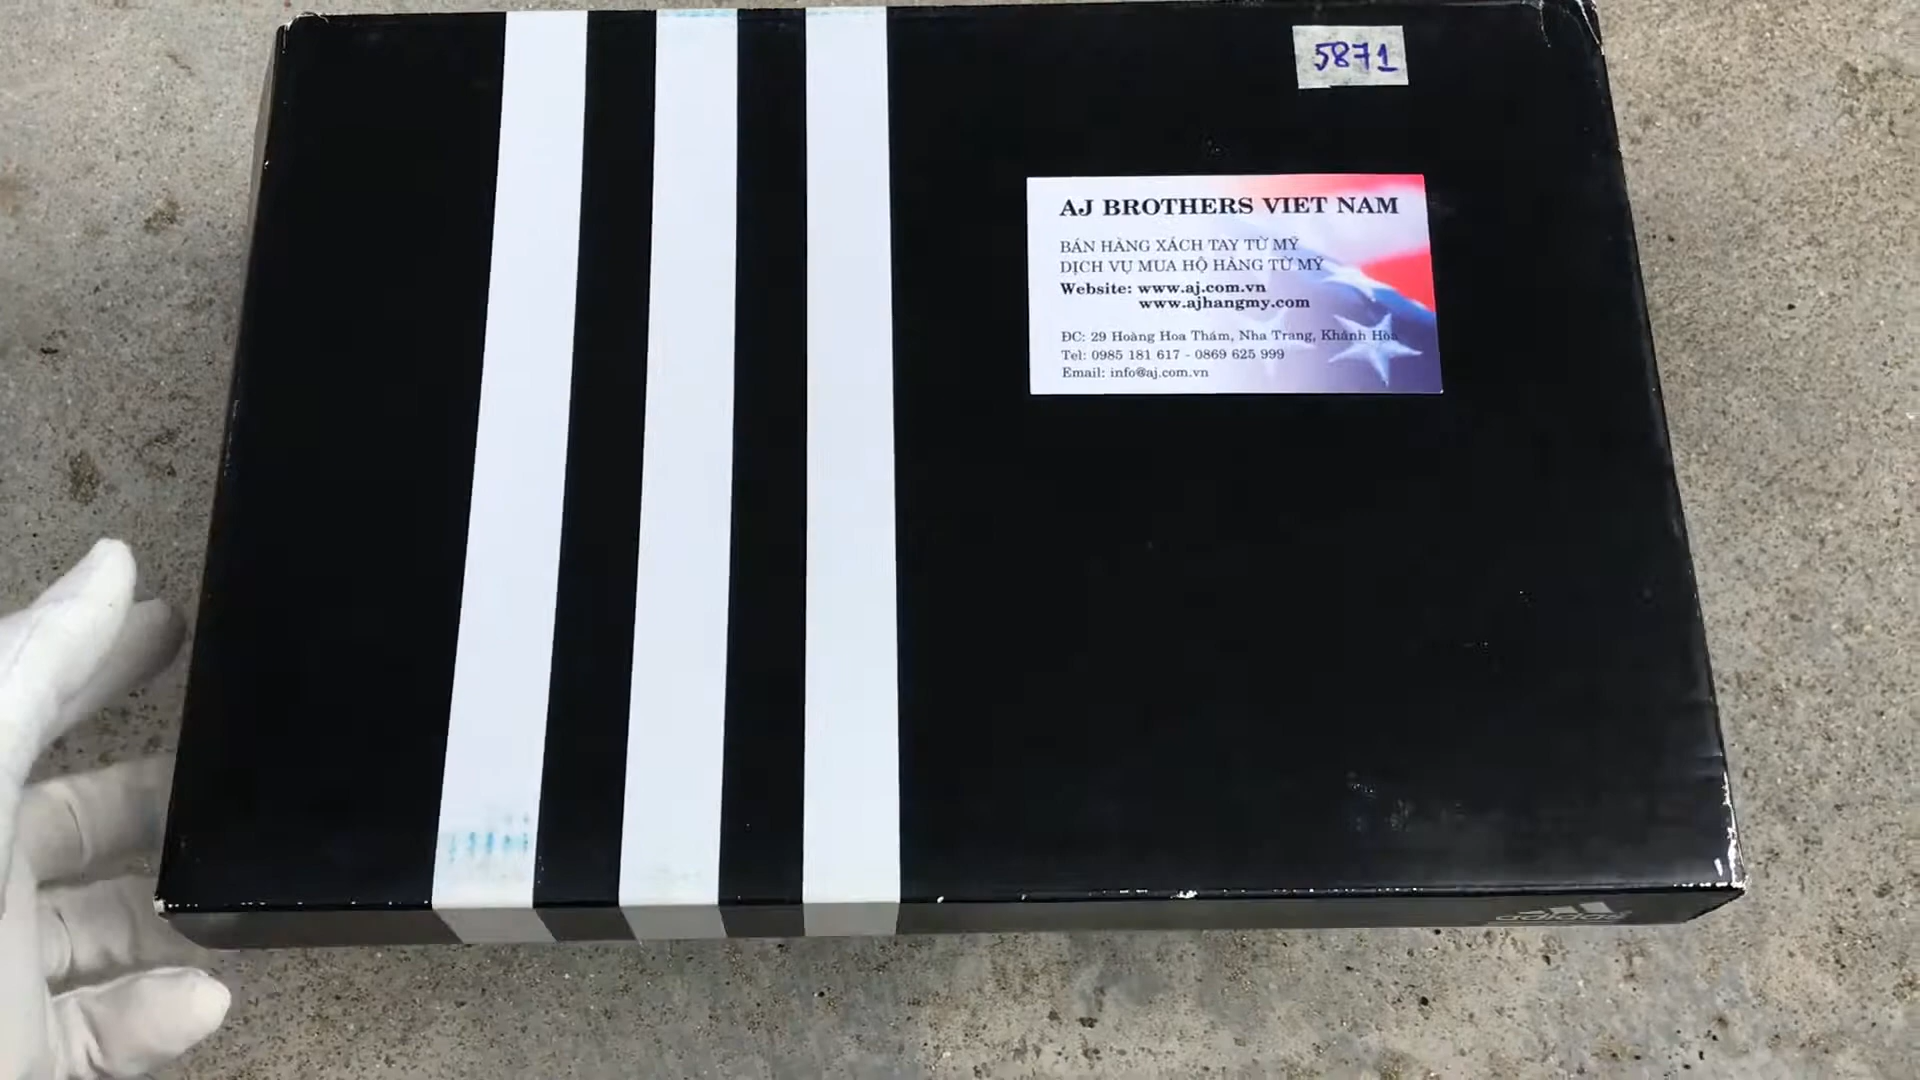 5871
AJ BROTHERS VIET NAM
BÁN HÀNG XÁCH TAY TỪ MỸ
DỊCH VỤ MUA HỘ HÀNG TỪ MỸ
Website: www.aj.com.vn
www.ajhangmy.com
ĐC: 29 Hoàng Hoa Thám, Nha Trang, Khánh Hòa
Tel: 0985 181 617 - 0869 625 999
Email: info@aj.com.vn
adidas